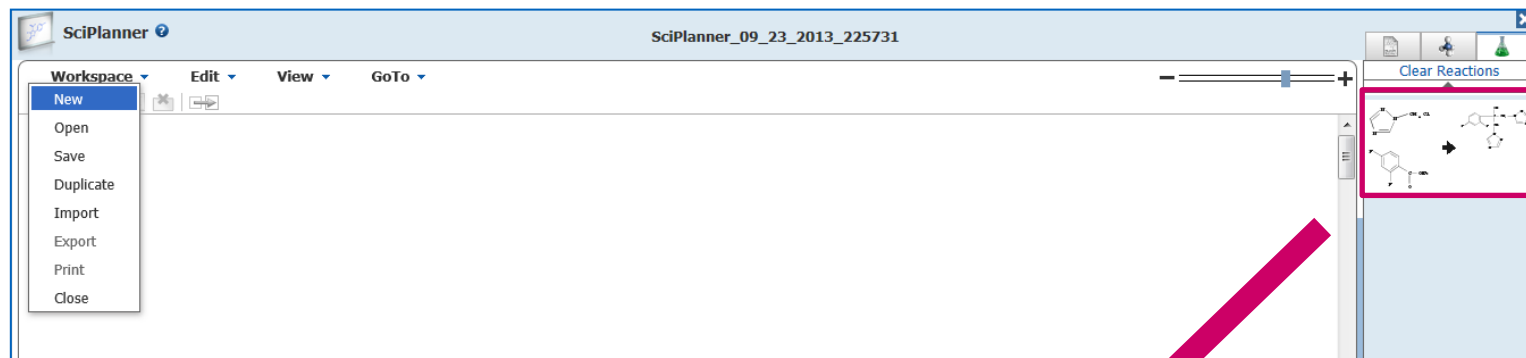 SciPlanner
SciPlanner_09_23_2013_225731
Workspace Edit View GoTo
Clear Reactions
New
Open
Save
Duplicate
Import
Export
Print
Close